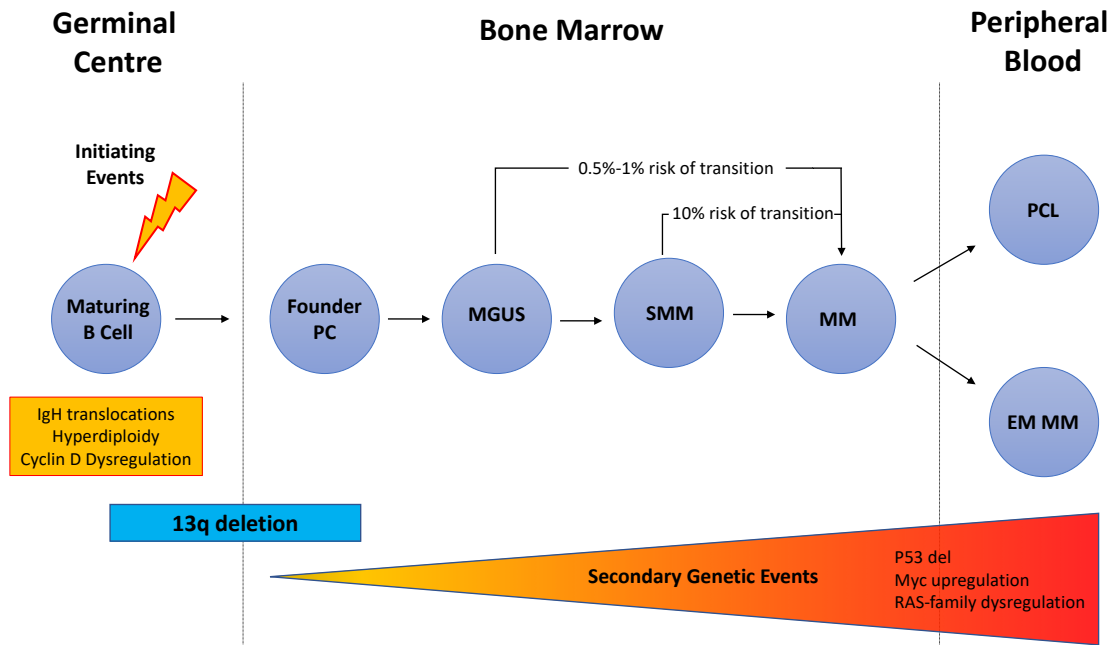 Germinal
Centre
Bone Marrow
Peripheral
Blood
Initiating
Events
0.5%-1% risk of transition
10% risk of transition
Maturing
B Cell
Founder
PC
MGUS
SMM
MM
PCL
EM MM
IgH translocations
Hyperdiploidy
Cyclin D Dysregulation
13q deletion
Secondary Genetic Events
P53 del
Myc upregulation
RAS-family dysregulation